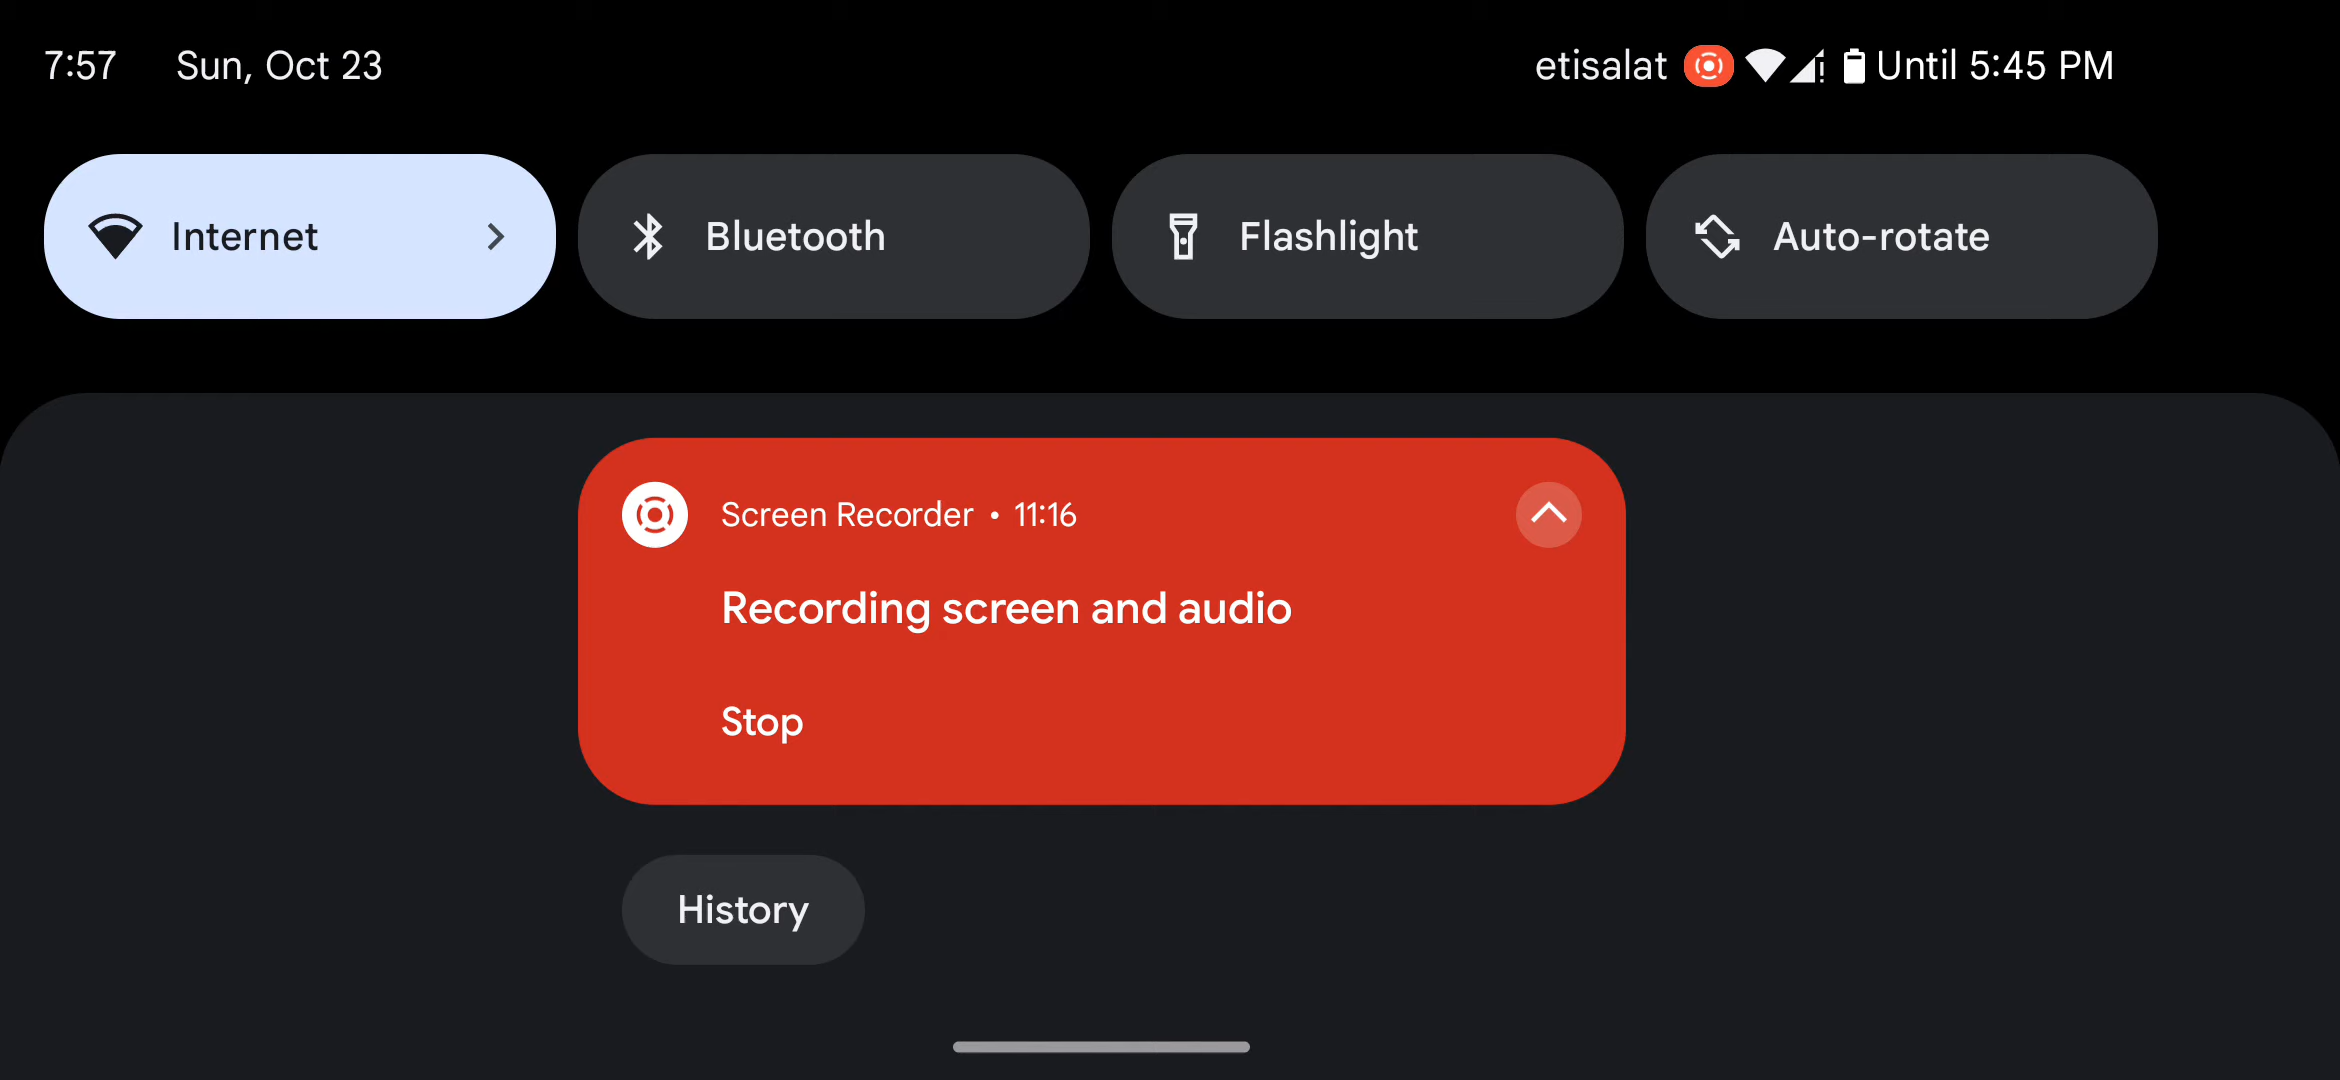 7:57 Sun, Oct 23 etisalat Until 5:45 PM
Internet Bluetooth Flashlight Auto-rotate
Screen Recorder • 11:16
Recording screen and audio
Stop
History